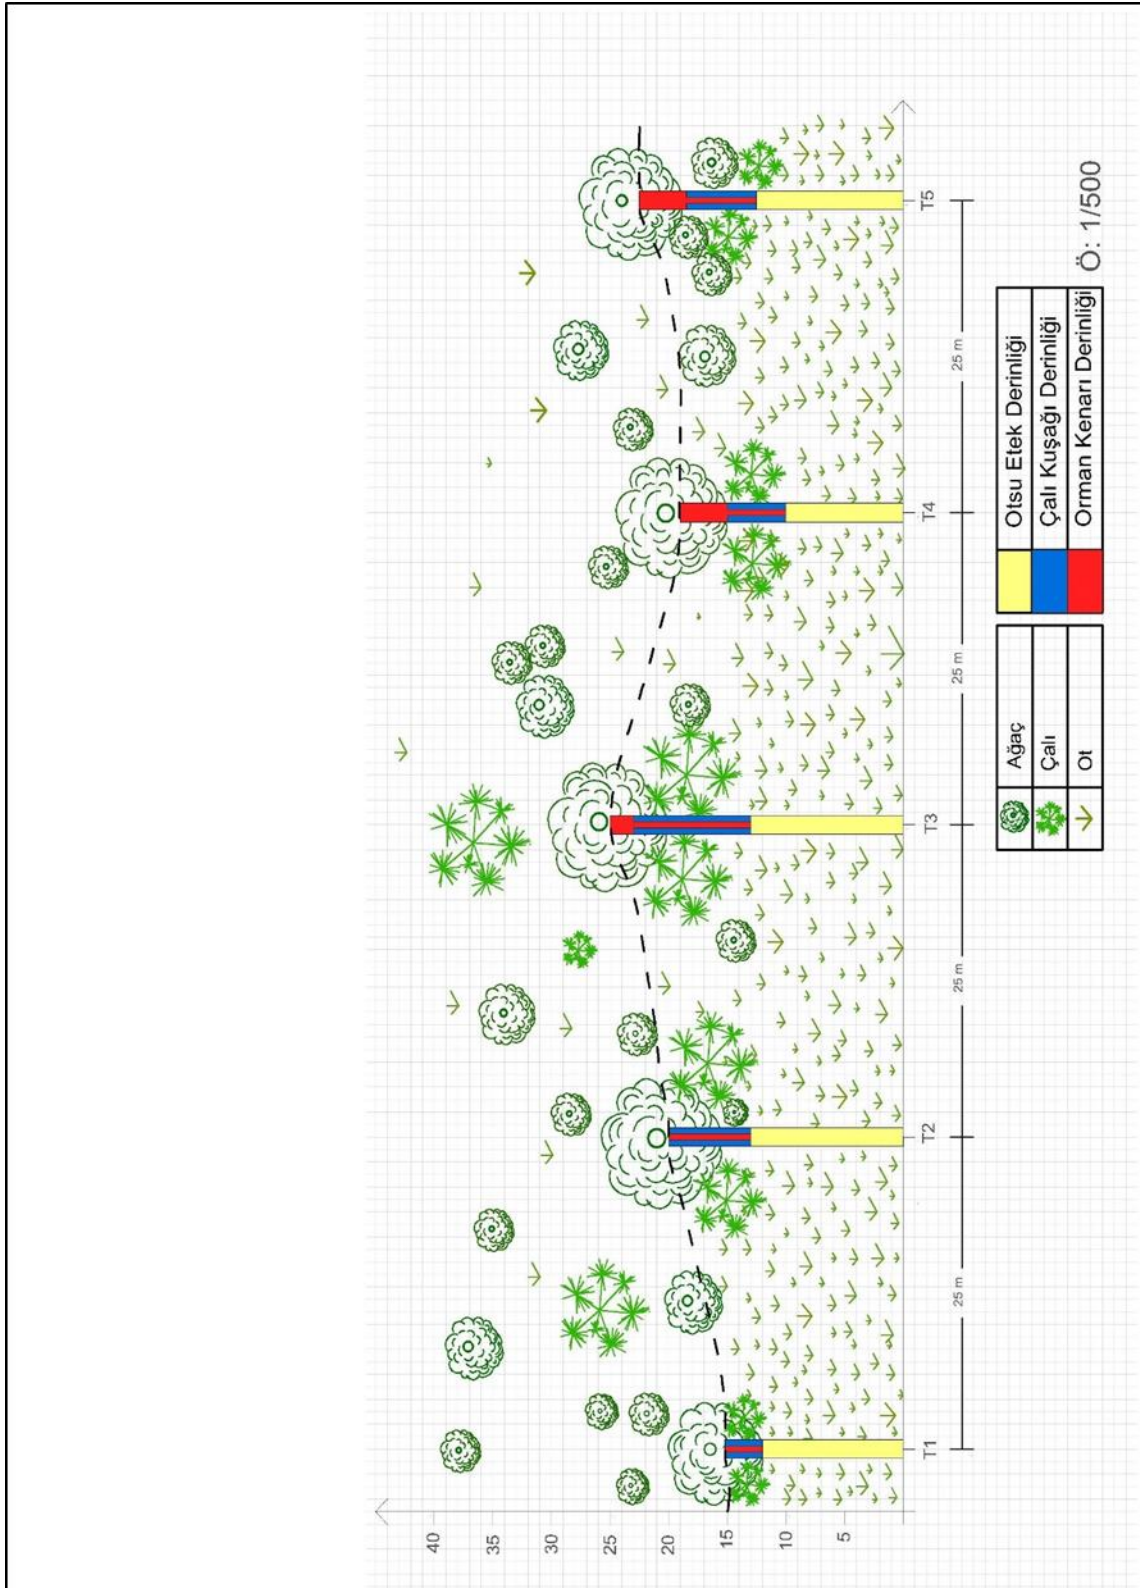 40
35
30
25
20
15
10
5
T1
T2
T3
T4
T5
25 m
25 m
25 m
25 m
Ağaç
Çalı
Ot
Otsu Etek Derinliği
Çalı Kuşağı Derinliği
Orman Kenarı Derinliği
Ö: 1/500